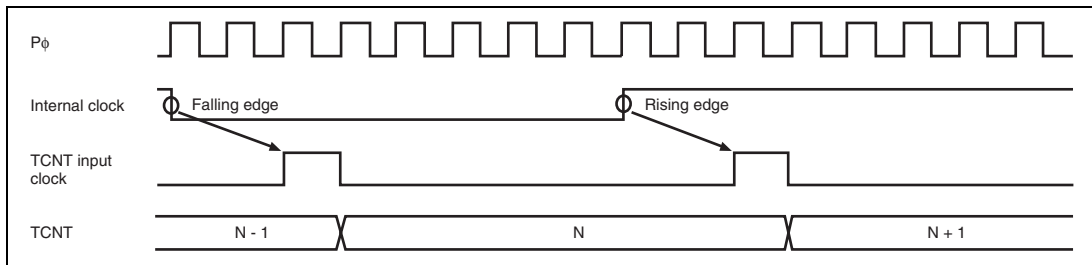 Pϕ
Internal clock
Falling edge
Rising edge
TCNT input
clock
TCNT
N - 1
N
N + 1